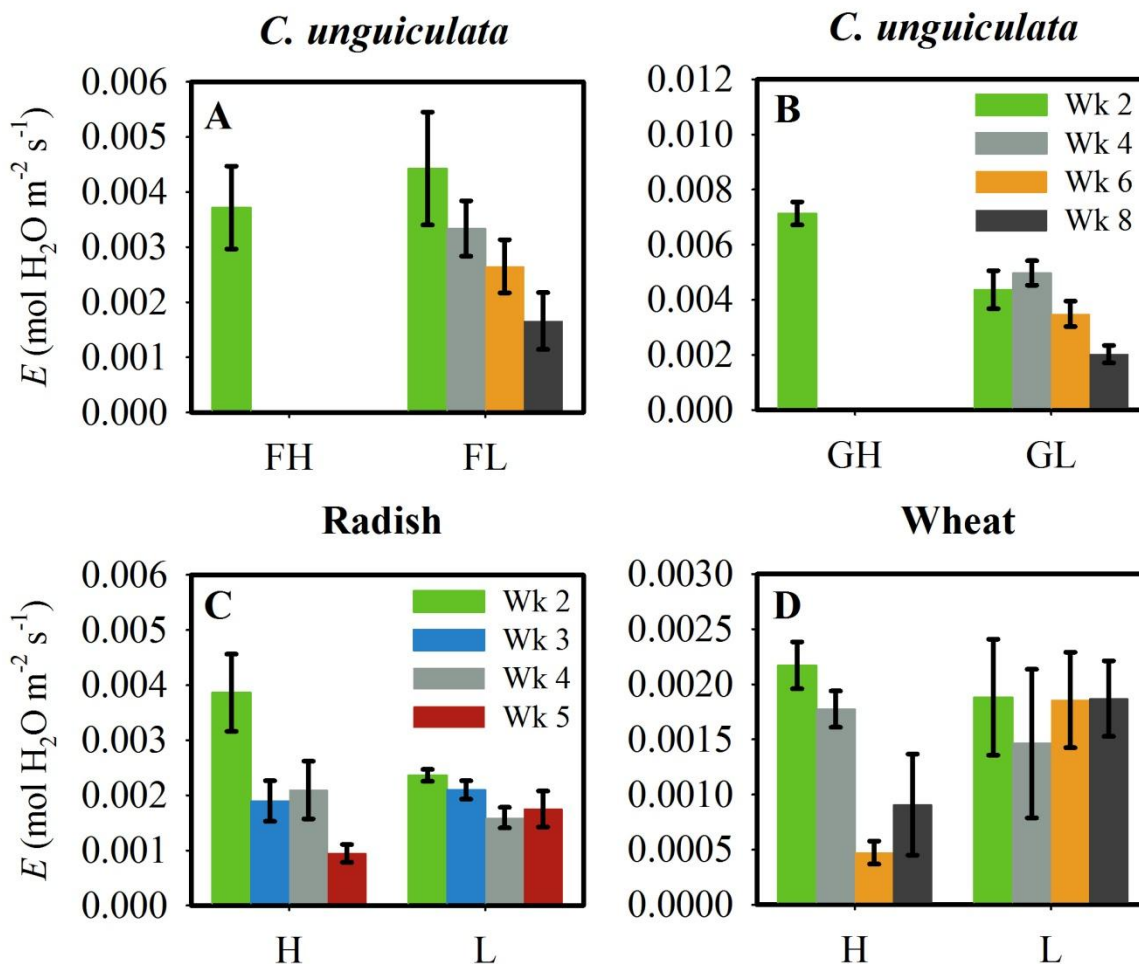 C. unguiculata
C. unguiculata
A
0.006
0.005
0.004
0.003
0.002
0.001
0.000
E (mol H₂O m⁻² s⁻¹)
FH FL
B
0.012
0.010
0.008
0.006
0.004
0.002
0.000
Wk 2
Wk 4
Wk 6
Wk 8
GH GL
Radish
C
0.006
0.005
0.004
0.003
0.002
0.001
0.000
E (mol H₂O m⁻² s⁻¹)
Wk 2
Wk 3
Wk 4
Wk 5
H L
Wheat
D
0.0030
0.0025
0.0020
0.0015
0.0010
0.0005
0.0000
H L